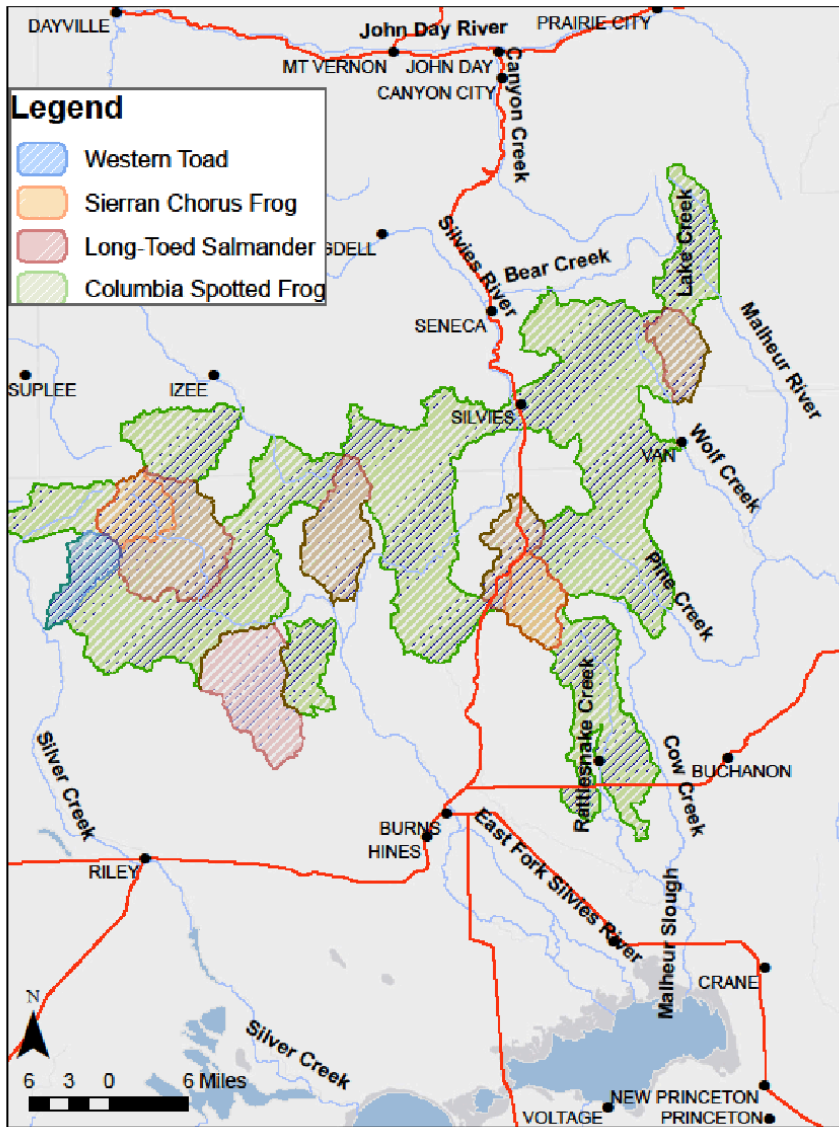 DAYVILLE
John Day River
PRAIRIE CITY
MT VERNON
JOHN DAY
CANYON CITY
Canyon Creek
Legend
Western Toad
Sierran Chorus Frog
Long-Toed Salmander
Columbia Spotted Frog
GDELL
Silvies River
Bear Creek
Lake Creek
SENECA
Malheur River
SUPLEE
IZEE
SILVIES
VAN
Wolf Creek
Pine Creek
Silver Creek
Rattlesnake Creek
Cow Creek
BUCHANON
BURNS
HINES
East Fork Silvies River
RILEY
Malheur Slough
CRANE
N
Silver Creek
6 3 0 6 Miles
NEW PRINCETON
VOLTAGE
PRINCETON